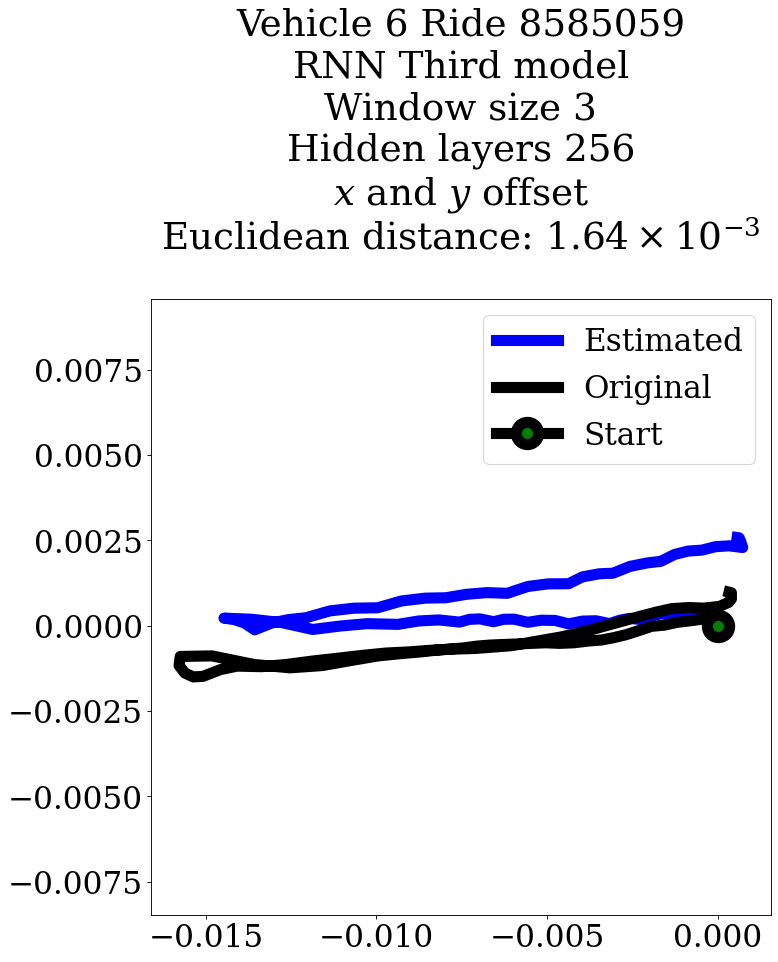 Vehicle 6 Ride 8585059
RNN Third model
Window size 3
Hidden layers 256
x and y offset
Euclidean distance: 1.64 × 10⁻³
Estimated
Original
Start
0.0075
0.0050
0.0025
0.0000
−0.0025
−0.0050
−0.0075
−0.015 −0.010 −0.005 0.000